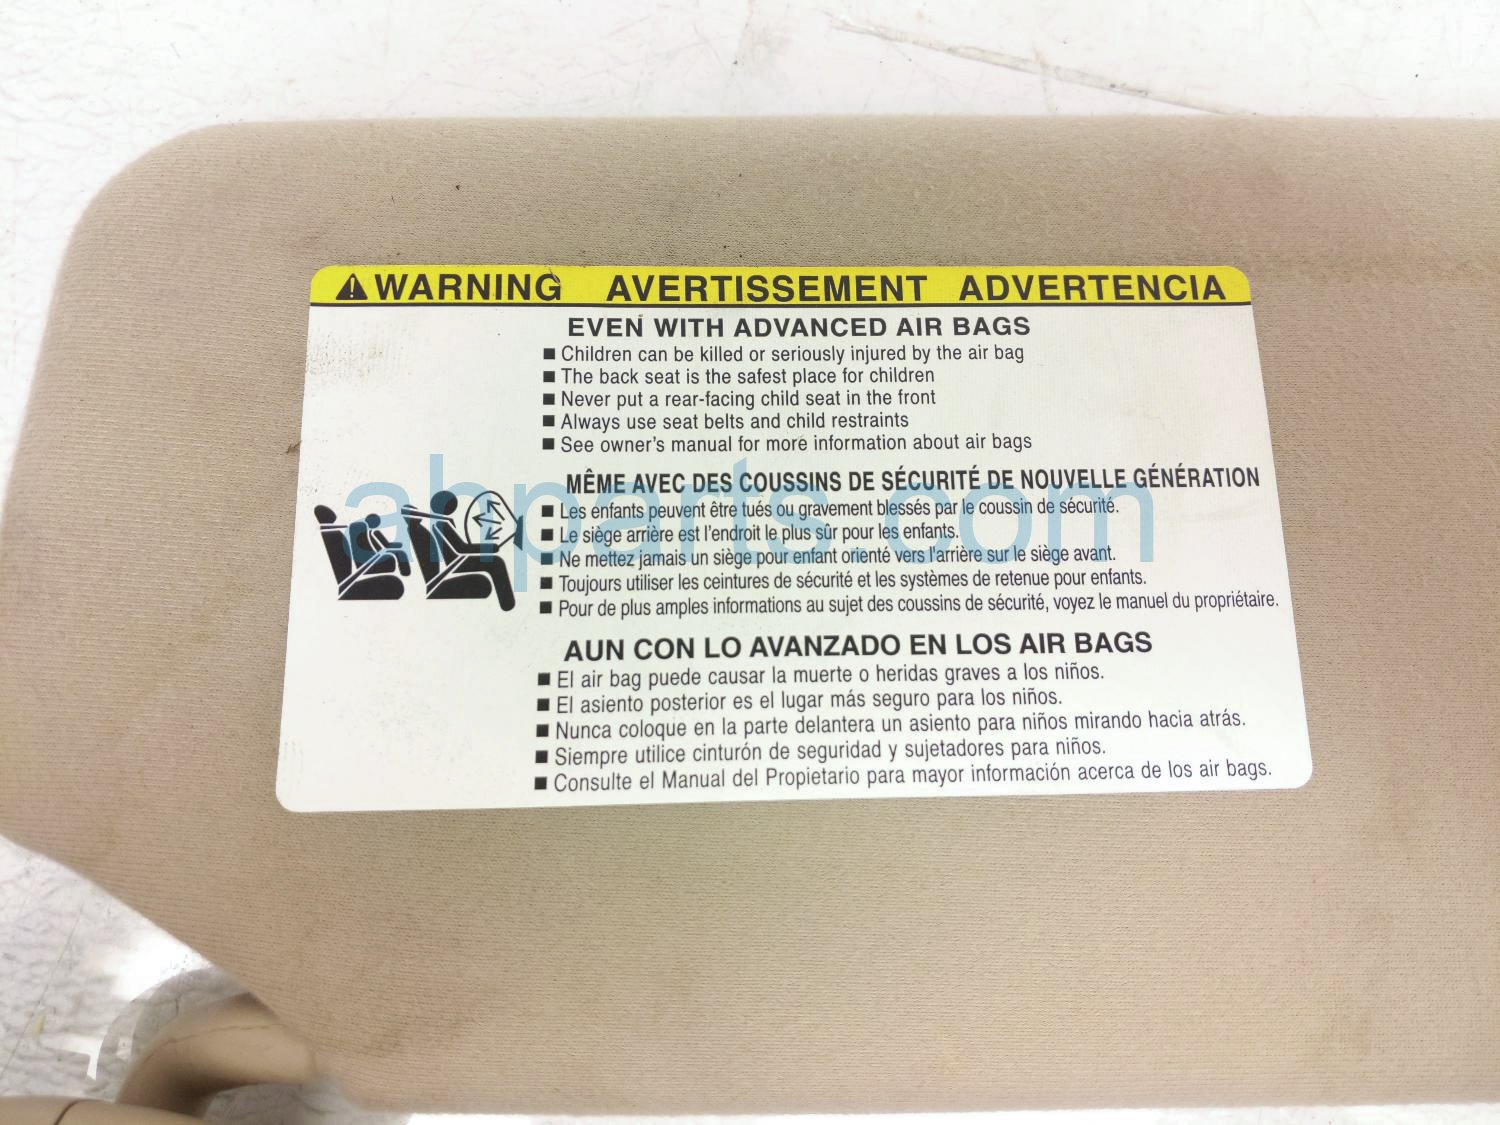 WARNING AVERTISSEMENT ADVERTENCIA
EVEN WITH ADVANCED AIR BAGS
■ Children can be killed or seriously injured by the air bag
■ The back seat is the safest place for children
■ Never put a rear-facing child seat in the front
■ Always use seat belts and child restraints
■ See owner's manual for more information about air bags
MÊME AVEC DES COUSSINS DE SÉCURITÉ DE NOUVELLE GÉNÉRATION
■ Les enfants peuvent être tués ou gravement blessés par le coussin de sécurité.
■ Le siège arrière est l'endroit le plus sûr pour les enfants.
■ Ne mettez jamais un siège pour enfant orienté vers l'arrière sur le siège avant.
■ Toujours utiliser les ceintures de sécurité et les systèmes de retenue pour enfants.
■ Pour de plus amples informations au sujet des coussins de sécurité, voyez le manuel du propriétaire.
AUN CON LO AVANZADO EN LOS AIR BAGS
■ El air bag puede causar la muerte o heridas graves a los niños.
■ El asiento posterior es el lugar más seguro para los niños.
■ Nunca coloque en la parte delantera un asiento para niños mirando hacia atrás.
■ Siempre utilice cinturón de seguridad y sujetadores para niños.
■ Consulte el Manual del Propietario para mayor información acerca de los air bags.
ahparts.com